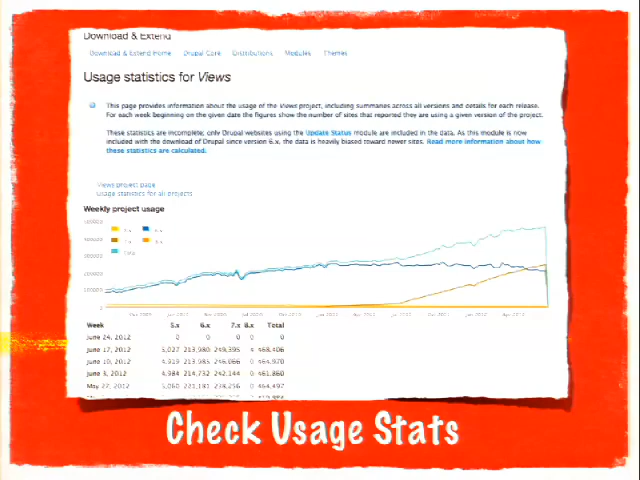 Download & Extend
Download & Extend Home Drupal Core Distributions Modules Themes
Usage statistics for Views
This page provides information about the usage of the Views project, including summaries across all versions and details for each release.
For each week beginning on the given date the figures show the number of sites that reported they are using a given version of the project.
These statistics are incomplete; only Drupal websites using the Update Status module are included in the data. As this module is now
included with the download of Drupal since version 6.x, the data is heavily biased toward newer sites. Read more information about how
these statistics are calculated.
Views project page
Usage statistics for all projects
Weekly project usage
Week 5.x 6.x 7.x 8.x Total
June 24, 2012 0 0 0 0 0
June 17, 2012 5,027 213,980 249,395 4 468,406
June 10, 2012 4,919 213,985 246,066 0 464,970
June 3, 2012 4,984 214,732 242,144 0 461,860
May 27, 2012 5,060 221,181 238,256 0 464,497
Check Usage Stats